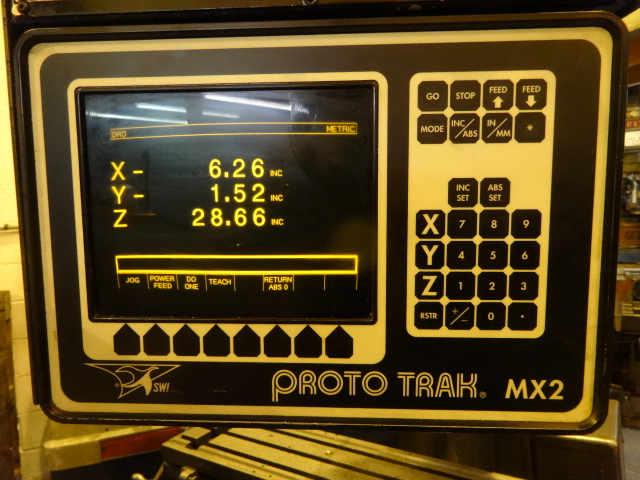 DRO METRIC
X - 6.26 INC
Y - 1.52 INC
Z 28.66 INC
JOG POWER FEED DO ONE TEACH RETURN ABS 0
GO STOP FEED FEED
MODE INC/ABS IN/MM *
INC SET ABS SET
X 7 8 9
Y 4 5 6
Z 1 2 3
RSTR +/- 0 .
® SWI
PROTO TRAK® MX2